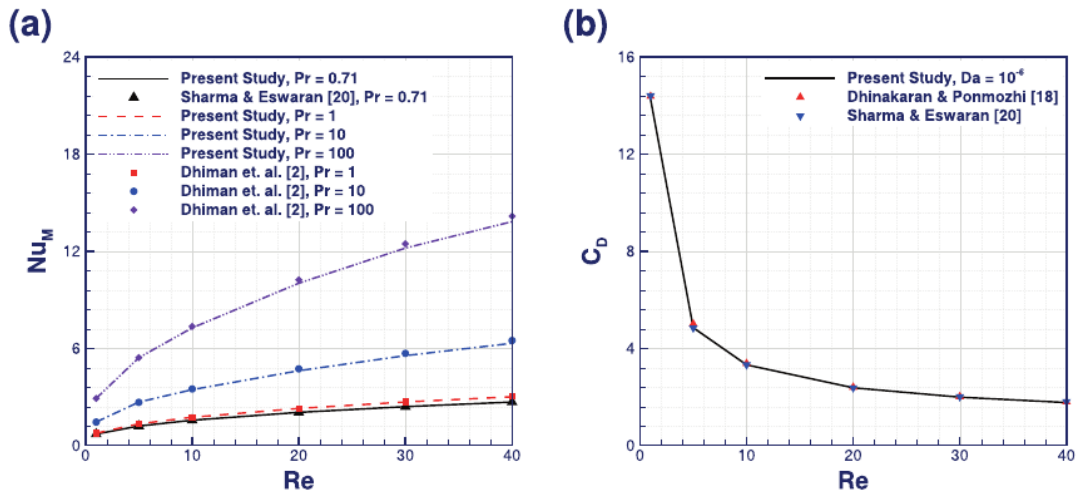 (a)
24
18
12
6
0
Nu_M
Present Study, Pr = 0.71
Sharma & Eswaran [20], Pr = 0.71
Present Study, Pr = 1
Present Study, Pr = 10
Present Study, Pr = 100
Dhiman et. al. [2], Pr = 1
Dhiman et. al. [2], Pr = 10
Dhiman et. al. [2], Pr = 100
0 10 20 30 40
Re
(b)
16
12
8
4
0
C_D
Present Study, Da = 10⁻⁶
Dhinakaran & Ponmozhi [18]
Sharma & Eswaran [20]
0 10 20 30 40
Re